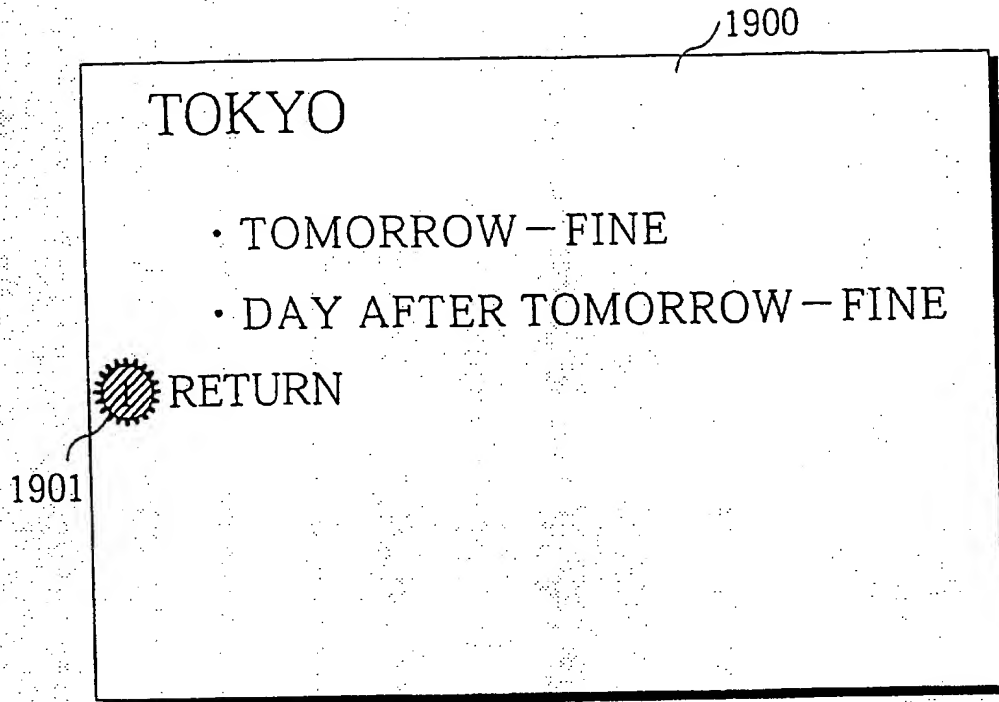 1900
TOKYO
・TOMORROW－FINE
・DAY AFTER TOMORROW－FINE
RETURN
1901